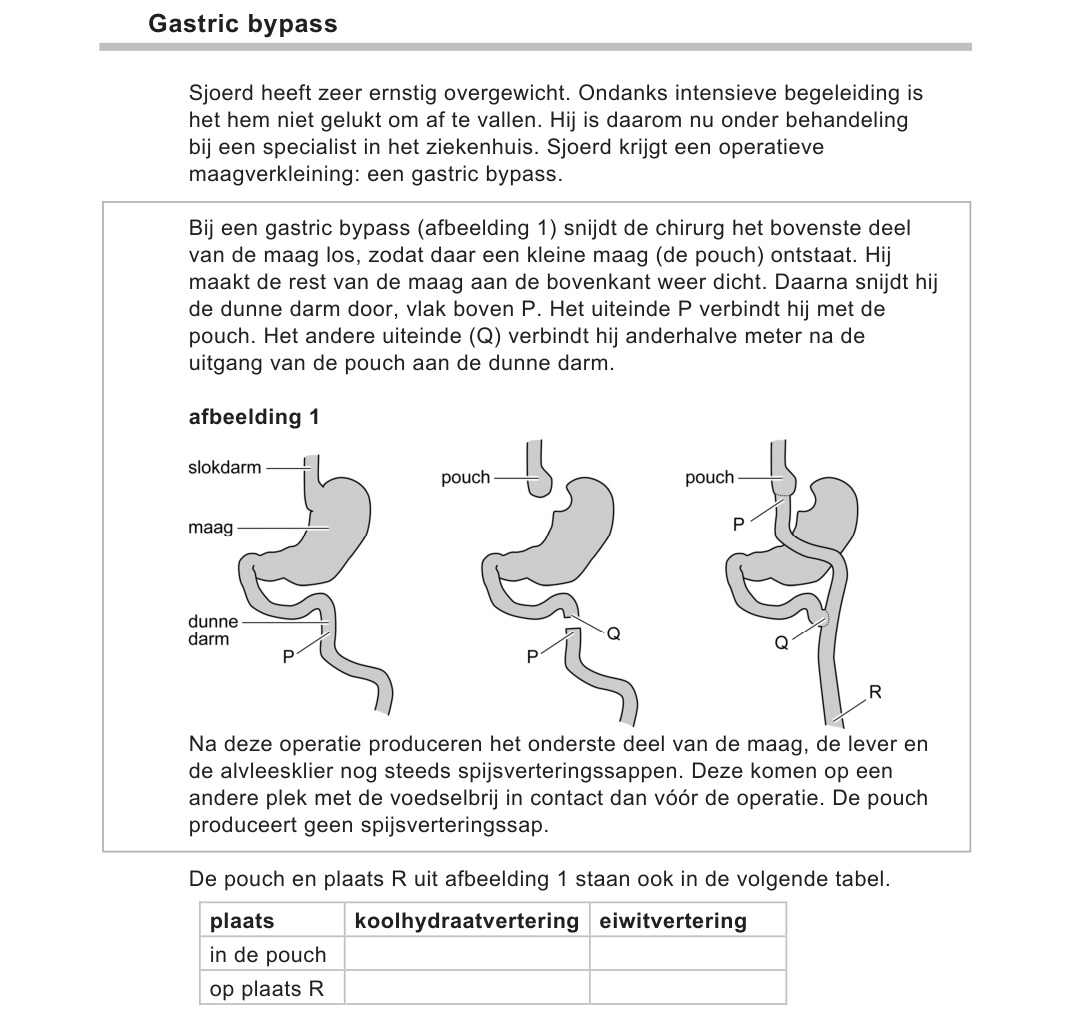 Gastric bypass
Sjoerd heeft zeer ernstig overgewicht. Ondanks intensieve begeleiding is
het hem niet gelukt om af te vallen. Hij is daarom nu onder behandeling
bij een specialist in het ziekenhuis. Sjoerd krijgt een operatieve
maagverkleining: een gastric bypass.
Bij een gastric bypass (afbeelding 1) snijdt de chirurg het bovenste deel
van de maag los, zodat daar een kleine maag (de pouch) ontstaat. Hij
maakt de rest van de maag aan de bovenkant weer dicht. Daarna snijdt hij
de dunne darm door, vlak boven P. Het uiteinde P verbindt hij met de
pouch. Het andere uiteinde (Q) verbindt hij anderhalve meter na de
uitgang van de pouch aan de dunne darm.
afbeelding 1
slokdarm
maag
dunne
darm
P
pouch
Q
P
pouch
P
Q
R
Na deze operatie produceren het onderste deel van de maag, de lever en
de alvleesklier nog steeds spijsverteringssappen. Deze komen op een
andere plek met de voedselbrij in contact dan vóór de operatie. De pouch
produceert geen spijsverteringssap.
De pouch en plaats R uit afbeelding 1 staan ook in de volgende tabel.
plaats koolhydraatvertering eiwitvertering
in de pouch
op plaats R